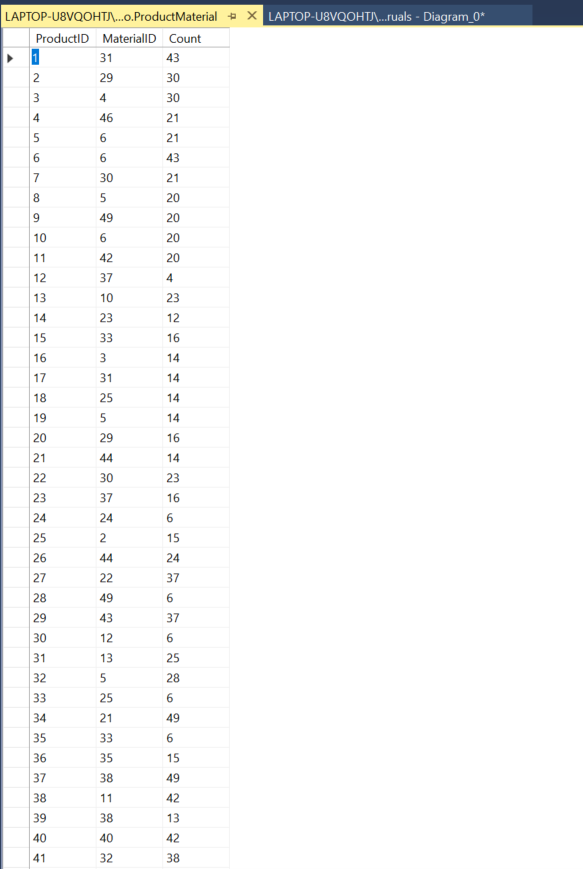 LAPTOP-U8VQOHTJ\...o.ProductMaterial LAPTOP-U8VQOHTJ\...ruals - Diagram_0*
ProductID MaterialID Count
1 31 43
2 29 30
3 4 30
4 46 21
5 6 21
6 6 43
7 30 21
8 5 20
9 49 20
10 6 20
11 42 20
12 37 4
13 10 23
14 23 12
15 33 16
16 3 14
17 31 14
18 25 14
19 5 14
20 29 16
21 44 14
22 30 23
23 37 16
24 24 6
25 2 15
26 44 24
27 22 37
28 49 6
29 43 37
30 12 6
31 13 25
32 5 28
33 25 6
34 21 49
35 33 6
36 35 15
37 38 49
38 11 42
39 38 13
40 40 42
41 32 38